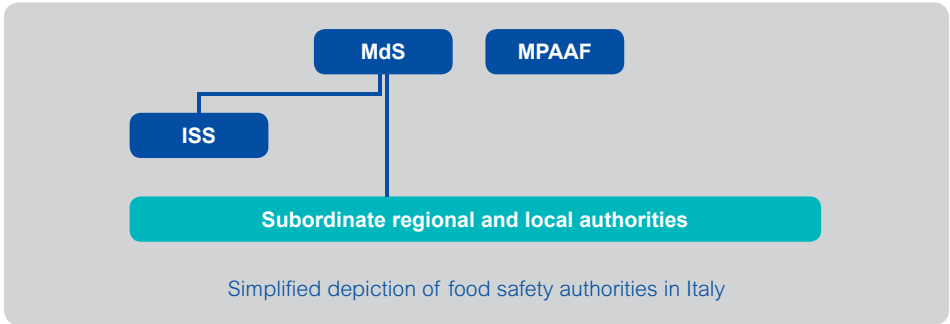 MdS
MPAAF
ISS
Subordinate regional and local authorities
Simplified depiction of food safety authorities in Italy